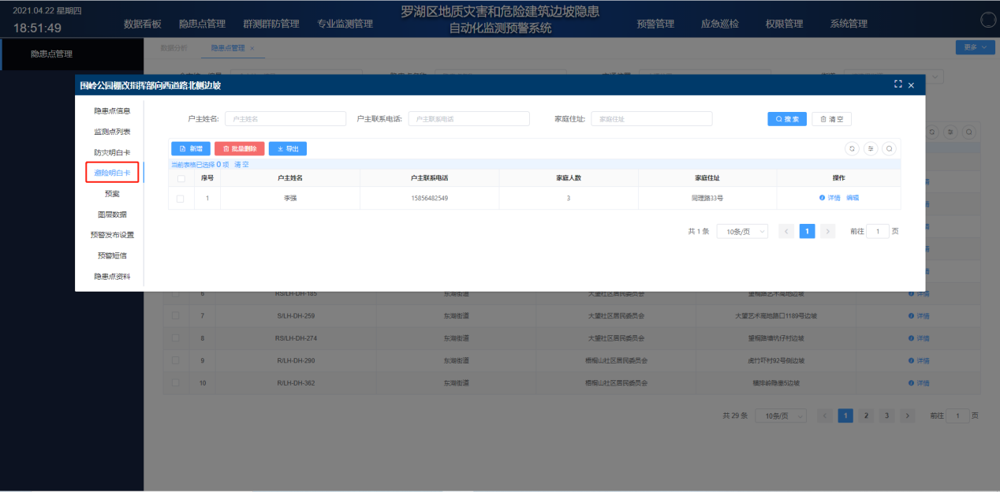 2021.04.22 星期四
18:51:49
数据看板 隐患点管理 群测群防管理 专业监测管理
罗湖区地质灾害和危险建筑边坡隐患
自动化监测预警系统
预警管理 应急巡检 权限管理 系统管理
隐患点管理
数据分析 隐患点管理 ×
更多
围岭公园棚改指挥部向西道路北侧边坡
隐患点信息
监测点列表
防灾明白卡
避险明白卡
预案
图层数据
预警发布设置
预警短信
隐患点资料
户主姓名: 户主姓名 户主联系电话: 户主联系电话 家庭住址: 家庭住址 搜索 清空
新增 批量删除 导出
当前表格已选择 0 项 清空
序号 户主姓名 户主联系电话 家庭人数 家庭住址 操作
1 李强 15856482549 3 同理路33号 详情 编辑
共 1 条 10条/页 1 前往 1 页
6 RS/LH-DH-185 东湖街道 大望社区居民委员会 望桐路艺术高地边坡 详情
7 S/LH-DH-259 东湖街道 大望社区居民委员会 大望艺术高地路口1189号边坡 详情
8 RS/LH-DH-274 东湖街道 大望社区居民委员会 望桐路塘坑仔村边坡 详情
9 R/LH-DH-290 东湖街道 梧桐山社区居民委员会 虎竹吓村92号侧边坡 详情
10 R/LH-DH-362 东湖街道 梧桐山社区居民委员会 横排岭隐患5边坡 详情
共 29 条 10条/页 1 2 3 前往 1 页